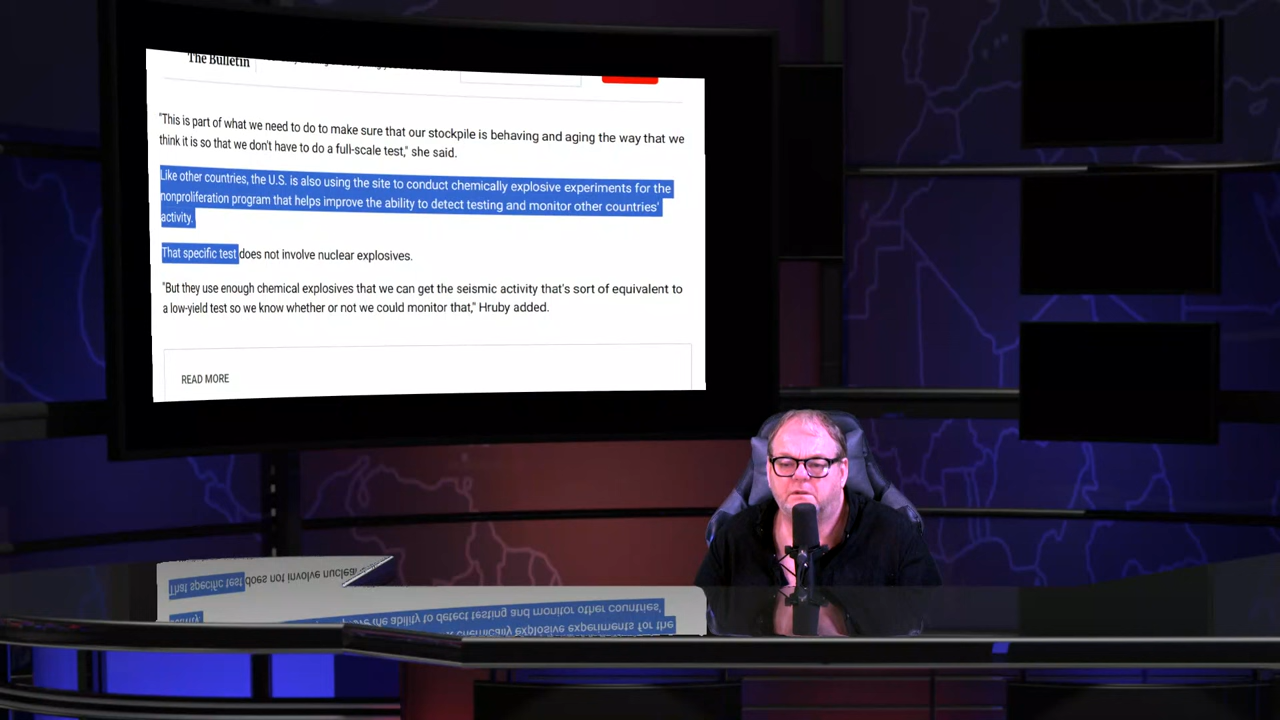 The Bulletin
"This is part of what we need to do to make sure that our stockpile is behaving and aging the way that we
think it is so that we don't have to do a full-scale test," she said.
Like other countries, the U.S. is also using the site to conduct chemically explosive experiments for the
nonproliferation program that helps improve the ability to detect testing and monitor other countries'
activity.
That specific test does not involve nuclear explosives.
"But they use enough chemical explosives that we can get the seismic activity that's sort of equivalent to
a low-yield test so we know whether or not we could monitor that," Hruby added.
READ MORE